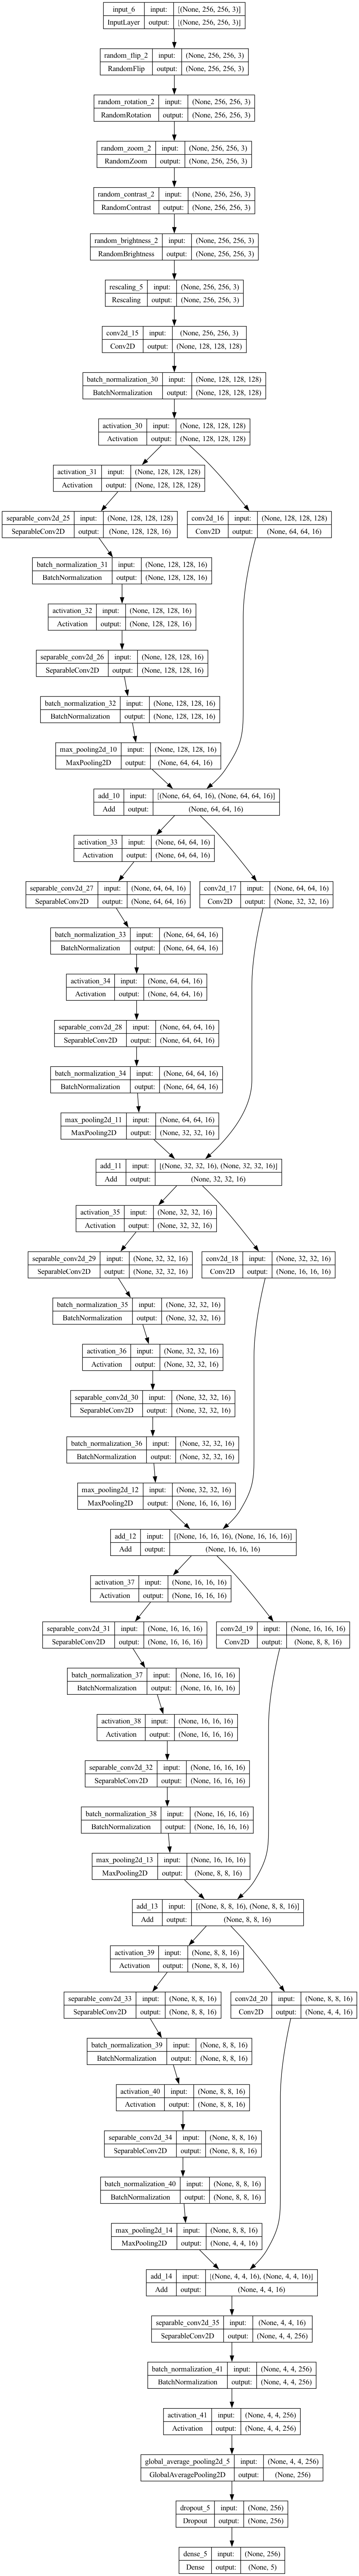 input_6 input: [(None, 256, 256, 3)]
InputLayer output: [(None, 256, 256, 3)]
random_flip_2 input: (None, 256, 256, 3)
RandomFlip output: (None, 256, 256, 3)
random_rotation_2 input: (None, 256, 256, 3)
RandomRotation output: (None, 256, 256, 3)
random_zoom_2 input: (None, 256, 256, 3)
RandomZoom output: (None, 256, 256, 3)
random_contrast_2 input: (None, 256, 256, 3)
RandomContrast output: (None, 256, 256, 3)
random_brightness_2 input: (None, 256, 256, 3)
RandomBrightness output: (None, 256, 256, 3)
rescaling_5 input: (None, 256, 256, 3)
Rescaling output: (None, 256, 256, 3)
conv2d_15 input: (None, 256, 256, 3)
Conv2D output: (None, 128, 128, 128)
batch_normalization_30 input: (None, 128, 128, 128)
BatchNormalization output: (None, 128, 128, 128)
activation_30 input: (None, 128, 128, 128)
Activation output: (None, 128, 128, 128)
activation_31 input: (None, 128, 128, 128)
Activation output: (None, 128, 128, 128)
separable_conv2d_25 input: (None, 128, 128, 128)
SeparableConv2D output: (None, 128, 128, 16)
conv2d_16 input: (None, 128, 128, 128)
Conv2D output: (None, 64, 64, 16)
batch_normalization_31 input: (None, 128, 128, 16)
BatchNormalization output: (None, 128, 128, 16)
activation_32 input: (None, 128, 128, 16)
Activation output: (None, 128, 128, 16)
separable_conv2d_26 input: (None, 128, 128, 16)
SeparableConv2D output: (None, 128, 128, 16)
batch_normalization_32 input: (None, 128, 128, 16)
BatchNormalization output: (None, 128, 128, 16)
max_pooling2d_10 input: (None, 128, 128, 16)
MaxPooling2D output: (None, 64, 64, 16)
add_10 input: [(None, 64, 64, 16), (None, 64, 64, 16)]
Add output: (None, 64, 64, 16)
activation_33 input: (None, 64, 64, 16)
Activation output: (None, 64, 64, 16)
separable_conv2d_27 input: (None, 64, 64, 16)
SeparableConv2D output: (None, 64, 64, 16)
conv2d_17 input: (None, 64, 64, 16)
Conv2D output: (None, 32, 32, 16)
batch_normalization_33 input: (None, 64, 64, 16)
BatchNormalization output: (None, 64, 64, 16)
activation_34 input: (None, 64, 64, 16)
Activation output: (None, 64, 64, 16)
separable_conv2d_28 input: (None, 64, 64, 16)
SeparableConv2D output: (None, 64, 64, 16)
batch_normalization_34 input: (None, 64, 64, 16)
BatchNormalization output: (None, 64, 64, 16)
max_pooling2d_11 input: (None, 64, 64, 16)
MaxPooling2D output: (None, 32, 32, 16)
add_11 input: [(None, 32, 32, 16), (None, 32, 32, 16)]
Add output: (None, 32, 32, 16)
activation_35 input: (None, 32, 32, 16)
Activation output: (None, 32, 32, 16)
separable_conv2d_29 input: (None, 32, 32, 16)
SeparableConv2D output: (None, 32, 32, 16)
conv2d_18 input: (None, 32, 32, 16)
Conv2D output: (None, 16, 16, 16)
batch_normalization_35 input: (None, 32, 32, 16)
BatchNormalization output: (None, 32, 32, 16)
activation_36 input: (None, 32, 32, 16)
Activation output: (None, 32, 32, 16)
separable_conv2d_30 input: (None, 32, 32, 16)
SeparableConv2D output: (None, 32, 32, 16)
batch_normalization_36 input: (None, 32, 32, 16)
BatchNormalization output: (None, 32, 32, 16)
max_pooling2d_12 input: (None, 32, 32, 16)
MaxPooling2D output: (None, 16, 16, 16)
add_12 input: [(None, 16, 16, 16), (None, 16, 16, 16)]
Add output: (None, 16, 16, 16)
activation_37 input: (None, 16, 16, 16)
Activation output: (None, 16, 16, 16)
separable_conv2d_31 input: (None, 16, 16, 16)
SeparableConv2D output: (None, 16, 16, 16)
conv2d_19 input: (None, 16, 16, 16)
Conv2D output: (None, 8, 8, 16)
batch_normalization_37 input: (None, 16, 16, 16)
BatchNormalization output: (None, 16, 16, 16)
activation_38 input: (None, 16, 16, 16)
Activation output: (None, 16, 16, 16)
separable_conv2d_32 input: (None, 16, 16, 16)
SeparableConv2D output: (None, 16, 16, 16)
batch_normalization_38 input: (None, 16, 16, 16)
BatchNormalization output: (None, 16, 16, 16)
max_pooling2d_13 input: (None, 16, 16, 16)
MaxPooling2D output: (None, 8, 8, 16)
add_13 input: [(None, 8, 8, 16), (None, 8, 8, 16)]
Add output: (None, 8, 8, 16)
activation_39 input: (None, 8, 8, 16)
Activation output: (None, 8, 8, 16)
separable_conv2d_33 input: (None, 8, 8, 16)
SeparableConv2D output: (None, 8, 8, 16)
conv2d_20 input: (None, 8, 8, 16)
Conv2D output: (None, 4, 4, 16)
batch_normalization_39 input: (None, 8, 8, 16)
BatchNormalization output: (None, 8, 8, 16)
activation_40 input: (None, 8, 8, 16)
Activation output: (None, 8, 8, 16)
separable_conv2d_34 input: (None, 8, 8, 16)
SeparableConv2D output: (None, 8, 8, 16)
batch_normalization_40 input: (None, 8, 8, 16)
BatchNormalization output: (None, 8, 8, 16)
max_pooling2d_14 input: (None, 8, 8, 16)
MaxPooling2D output: (None, 4, 4, 16)
add_14 input: [(None, 4, 4, 16), (None, 4, 4, 16)]
Add output: (None, 4, 4, 16)
separable_conv2d_35 input: (None, 4, 4, 16)
SeparableConv2D output: (None, 4, 4, 256)
batch_normalization_41 input: (None, 4, 4, 256)
BatchNormalization output: (None, 4, 4, 256)
activation_41 input: (None, 4, 4, 256)
Activation output: (None, 4, 4, 256)
global_average_pooling2d_5 input: (None, 4, 4, 256)
GlobalAveragePooling2D output: (None, 256)
dropout_5 input: (None, 256)
Dropout output: (None, 256)
dense_5 input: (None, 256)
Dense output: (None, 5)